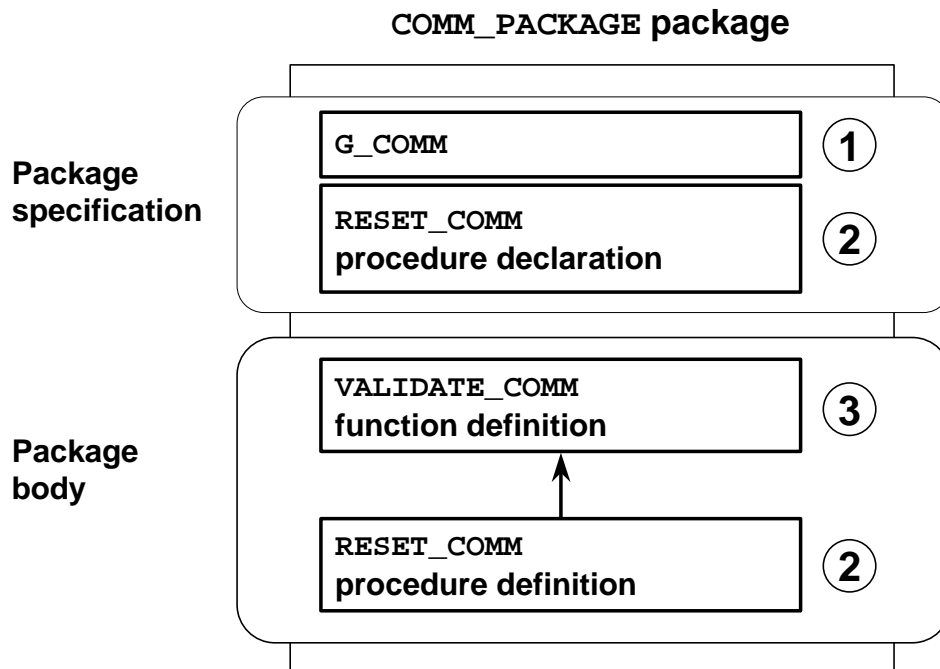 COMM_PACKAGE package
Package
specification
G_COMM
1
RESET_COMM
procedure declaration
2
Package
body
VALIDATE_COMM
function definition
3
RESET_COMM
procedure definition
2